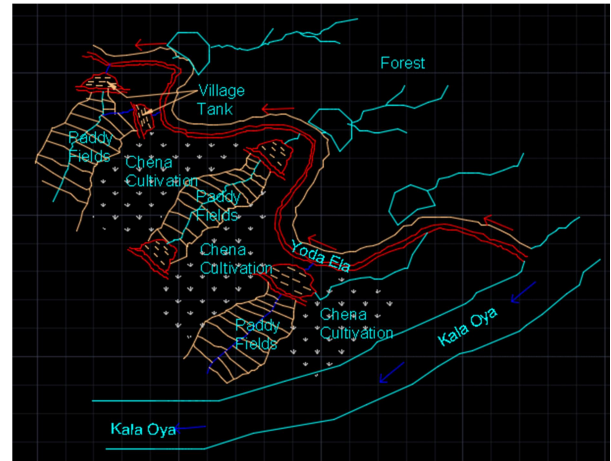 Forest
Village
Tank
Paddy
Fields
Chena
Cultivation
Paddy
Fields
Chena
Cultivation
Yoda Ela
Paddy
Fields
Chena
Cultivation
Kala Oya
Kala Oya